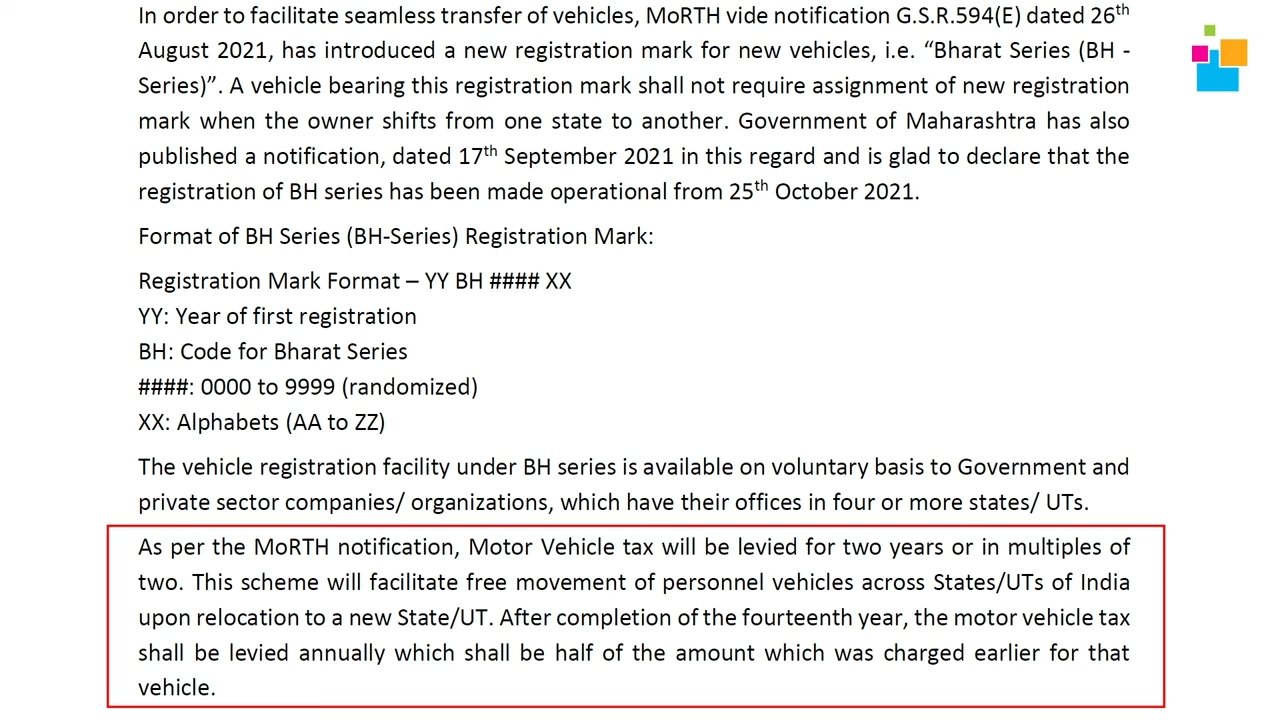 In order to facilitate seamless transfer of vehicles, MoRTH vide notification G.S.R.594(E) dated 26th
August 2021, has introduced a new registration mark for new vehicles, i.e. “Bharat Series (BH -
Series)”. A vehicle bearing this registration mark shall not require assignment of new registration
mark when the owner shifts from one state to another. Government of Maharashtra has also
published a notification, dated 17th September 2021 in this regard and is glad to declare that the
registration of BH series has been made operational from 25th October 2021.
Format of BH Series (BH-Series) Registration Mark:
Registration Mark Format – YY BH #### XX
YY: Year of first registration
BH: Code for Bharat Series
####: 0000 to 9999 (randomized)
XX: Alphabets (AA to ZZ)
The vehicle registration facility under BH series is available on voluntary basis to Government and
private sector companies/ organizations, which have their offices in four or more states/ UTs.
As per the MoRTH notification, Motor Vehicle tax will be levied for two years or in multiples of
two. This scheme will facilitate free movement of personnel vehicles across States/UTs of India
upon relocation to a new State/UT. After completion of the fourteenth year, the motor vehicle tax
shall be levied annually which shall be half of the amount which was charged earlier for that
vehicle.